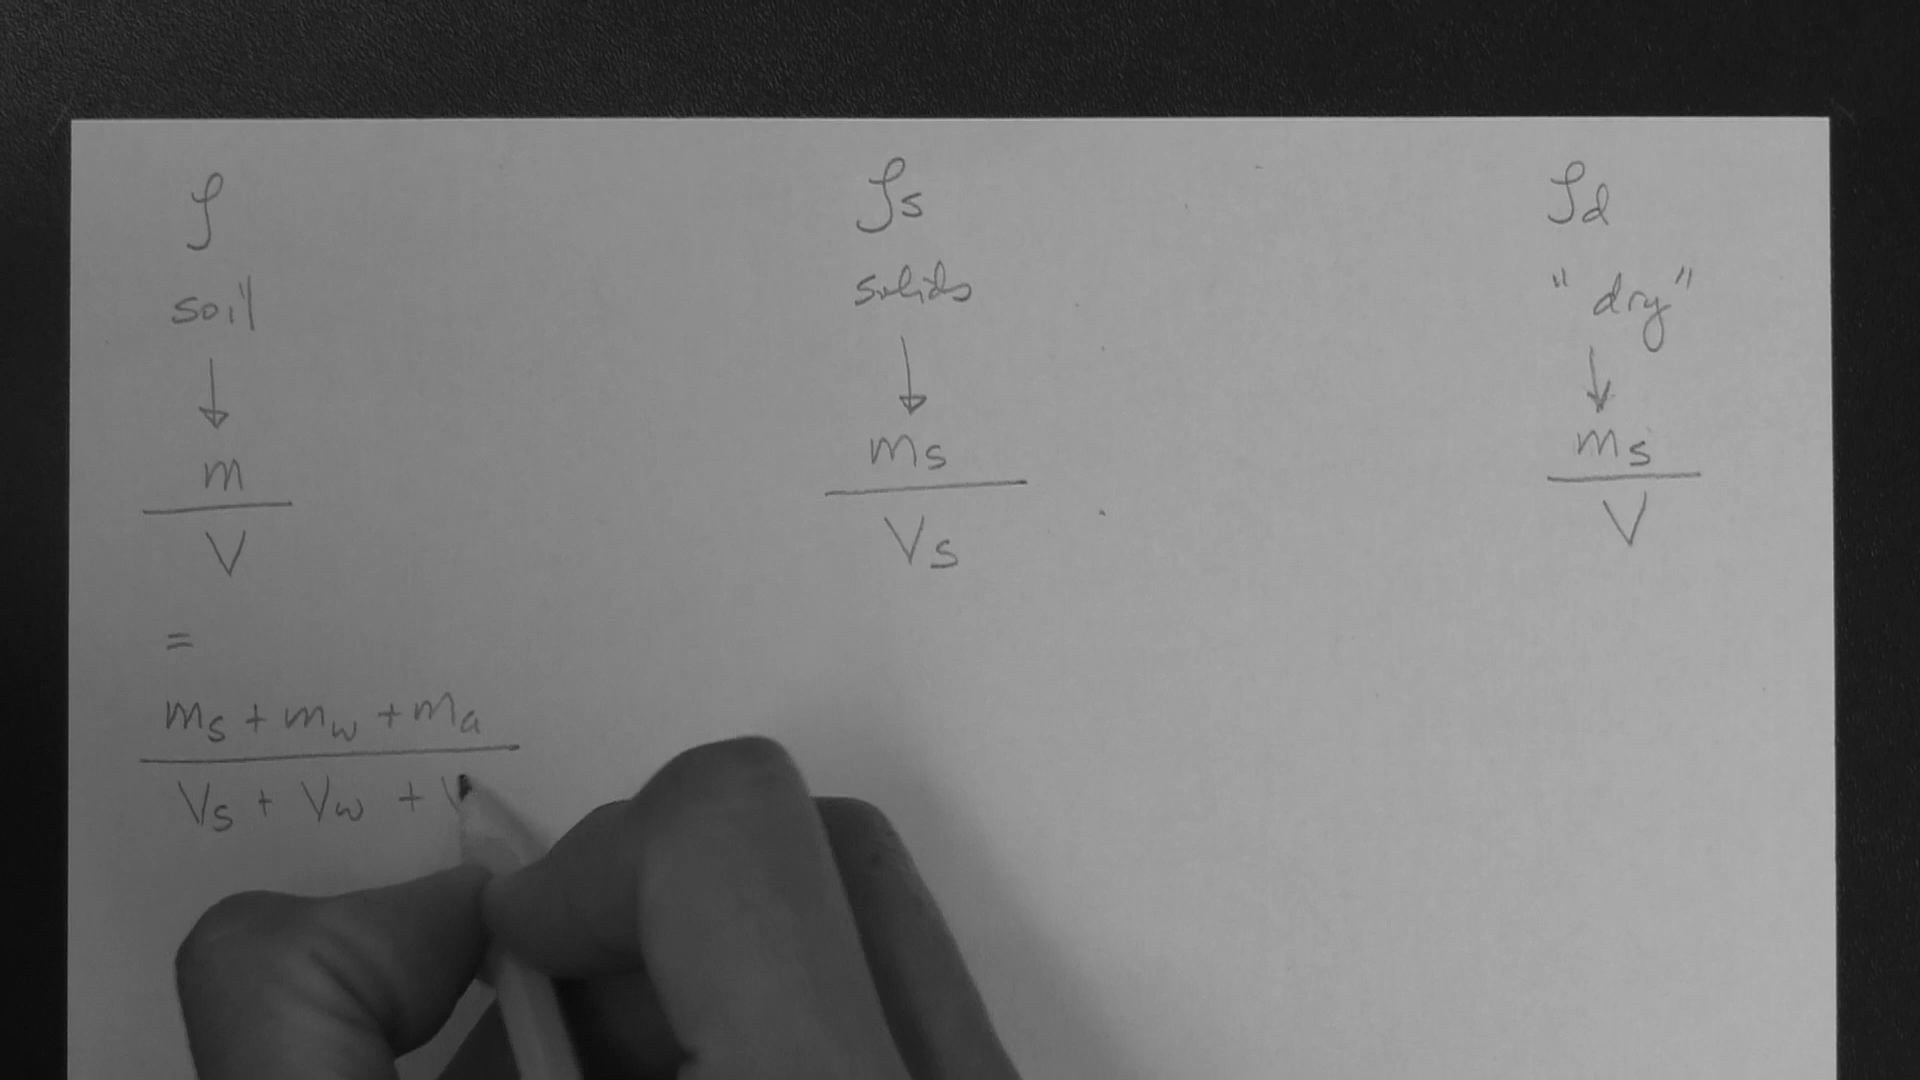 ρ ρs ρd
soil solids "dry"
↓ ↓ ↓
m ms ms
V Vs V
=
ms + mw + ma
Vs + Vw + V